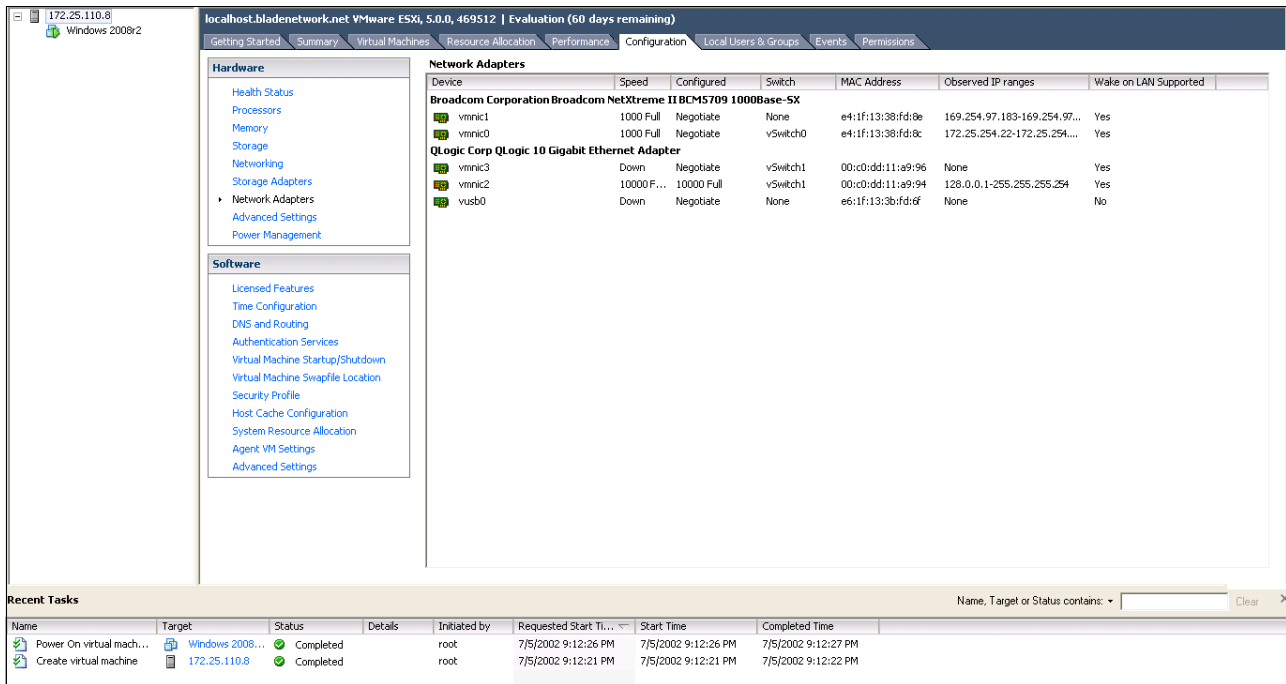 172.25.110.8
Windows 2008r2
localhost.bladenetwork.net VMware ESXi, 5.0.0, 469512 | Evaluation (60 days remaining)
Getting Started Summary Virtual Machines Resource Allocation Performance Configuration Local Users & Groups Events Permissions
Hardware
Health Status
Processors
Memory
Storage
Networking
Storage Adapters
Network Adapters
Advanced Settings
Power Management
Software
Licensed Features
Time Configuration
DNS and Routing
Authentication Services
Virtual Machine Startup/Shutdown
Virtual Machine Swapfile Location
Security Profile
Host Cache Configuration
System Resource Allocation
Agent VM Settings
Advanced Settings
Network Adapters
Device Speed Configured Switch MAC Address Observed IP ranges Wake on LAN Supported
Broadcom Corporation Broadcom NetXtreme II BCM5709 1000Base-SX
vmnic1 1000 Full Negotiate None e4:1f:13:38:fd:8e 169.254.97.183-169.254.97... Yes
vmnic0 1000 Full Negotiate vSwitch0 e4:1f:13:38:fd:8c 172.25.254.22-172.25.254.... Yes
QLogic Corp QLogic 10 Gigabit Ethernet Adapter
vmnic3 Down Negotiate vSwitch1 00:c0:dd:11:a9:96 None Yes
vmnic2 10000 F... 10000 Full vSwitch1 00:c0:dd:11:a9:94 128.0.0.1-255.255.255.254 Yes
vusb0 Down Negotiate None e6:1f:13:3b:fd:6f None No
Recent Tasks
Name, Target or Status contains: Clear
Name Target Status Details Initiated by Requested Start Ti... Start Time Completed Time
Power On virtual mach... Windows 2008... Completed root 7/5/2002 9:12:26 PM 7/5/2002 9:12:26 PM 7/5/2002 9:12:27 PM
Create virtual machine 172.25.110.8 Completed root 7/5/2002 9:12:21 PM 7/5/2002 9:12:21 PM 7/5/2002 9:12:22 PM